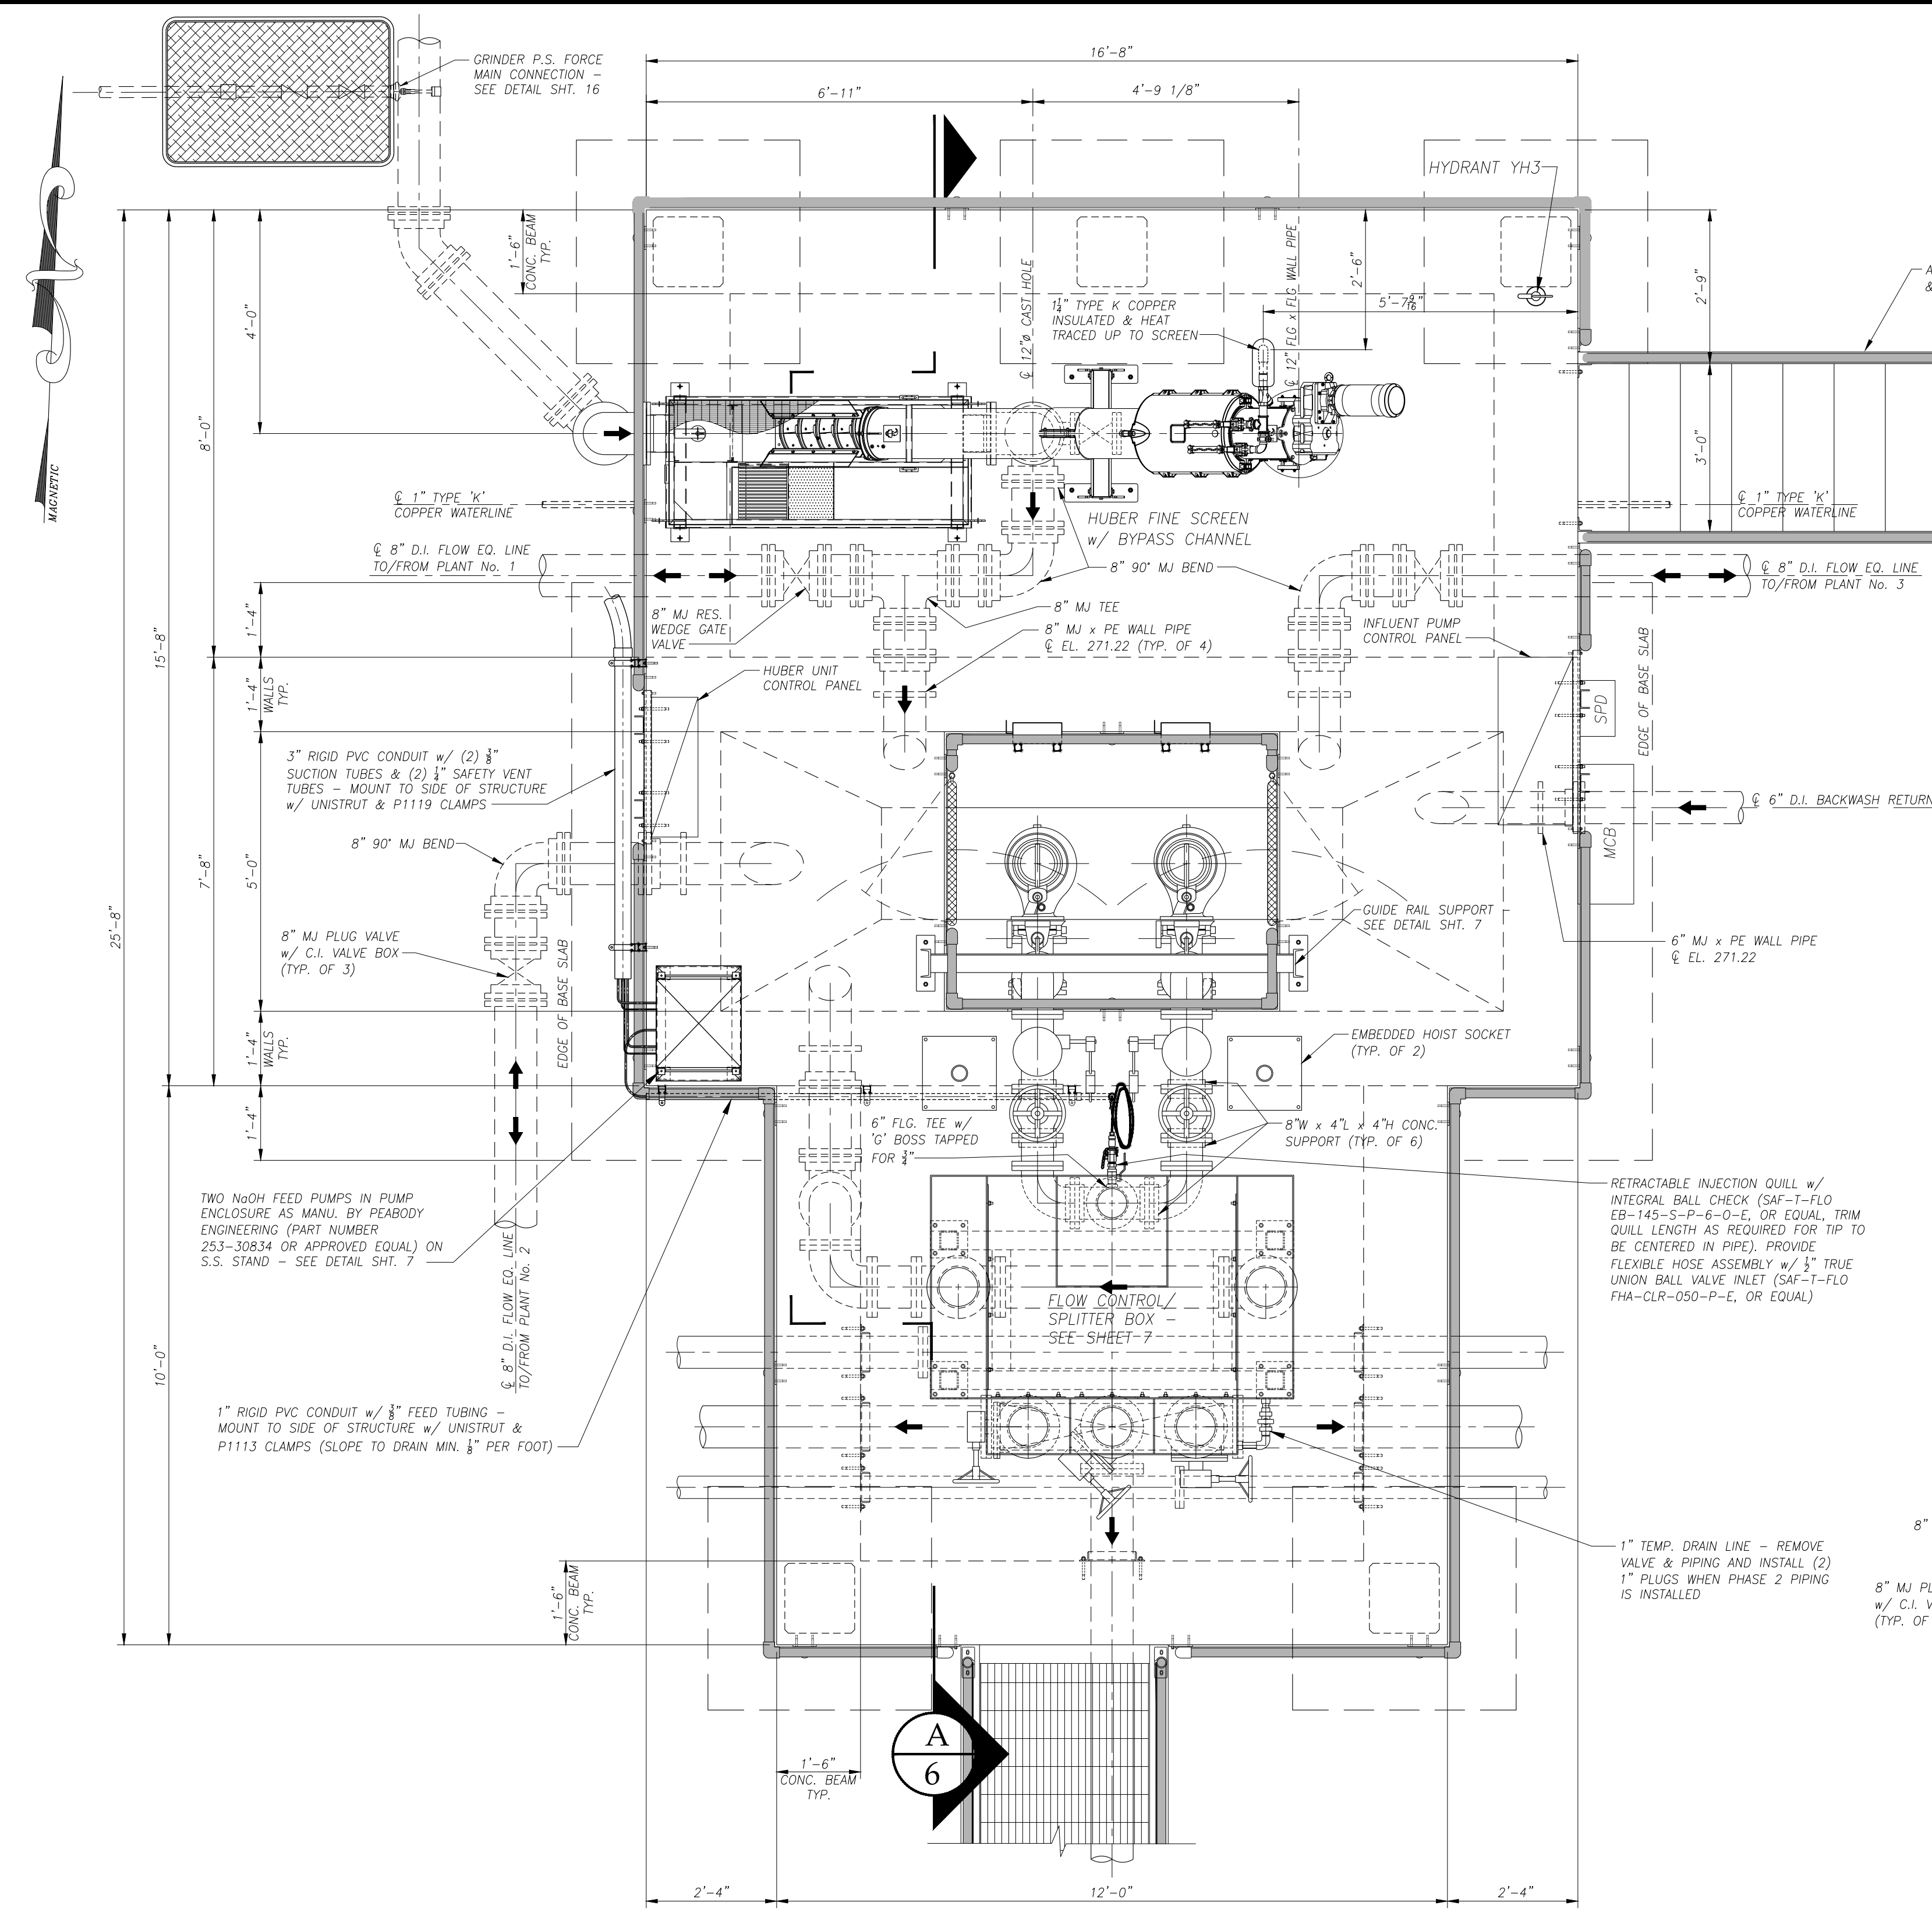 GRINDER P.S. FORCE
MAIN CONNECTION –
SEE DETAIL SHT. 16
16'-8"
6'-11"
4'-9 1/8"
HYDRANT YH3
MAGNETIC
1'-6"
CONC. BEAM
TYP.
℄ 12"ø CAST HOLE
℄ 12" FLG x FLG WALL PIPE
2'-6"
5'-7 9/16"
2'-9"
3'-0"
A
&
1 1/4" TYPE K COPPER
INSULATED & HEAT
TRACED UP TO SCREEN
4'-0"
8'-0"
15'-8"
25'-8"
℄ 1" TYPE 'K'
COPPER WATERLINE
℄ 1" TYPE 'K'
COPPER WATERLINE
HUBER FINE SCREEN
w/ BYPASS CHANNEL
℄ 8" D.I. FLOW EQ. LINE
TO/FROM PLANT No. 1
8" 90° MJ BEND
℄ 8" D.I. FLOW EQ. LINE
TO/FROM PLANT No. 3
1'-4"
8" MJ RES.
WEDGE GATE
VALVE
8" MJ TEE
8" MJ x PE WALL PIPE
℄ EL. 271.22 (TYP. OF 4)
INFLUENT PUMP
CONTROL PANEL
EDGE OF BASE SLAB
HUBER UNIT
CONTROL PANEL
1'-4"
WALLS
TYP.
SPD
3" RIGID PVC CONDUIT w/ (2) 3/8"
SUCTION TUBES & (2) 1/4" SAFETY VENT
TUBES – MOUNT TO SIDE OF STRUCTURE
w/ UNISTRUT & P1119 CLAMPS
℄ 6" D.I. BACKWASH RETURN
MCB
8" 90° MJ BEND
7'-8"
5'-0"
GUIDE RAIL SUPPORT –
SEE DETAIL SHT. 7
8" MJ PLUG VALVE
w/ C.I. VALVE BOX
(TYP. OF 3)
6" MJ x PE WALL PIPE
℄ EL. 271.22
EDGE OF BASE SLAB
1'-4"
WALLS
TYP.
EMBEDDED HOIST SOCKET
(TYP. OF 2)
1'-4"
6" FLG. TEE w/
'G' BOSS TAPPED
FOR 3/4"
8"W x 4"L x 4"H CONC.
SUPPORT (TYP. OF 6)
TWO NaOH FEED PUMPS IN PUMP
ENCLOSURE AS MANU. BY PEABODY
ENGINEERING (PART NUMBER
253-30834 OR APPROVED EQUAL) ON
S.S. STAND – SEE DETAIL SHT. 7
RETRACTABLE INJECTION QUILL w/
INTEGRAL BALL CHECK (SAF-T-FLO
EB-145-S-P-6-O-E, OR EQUAL, TRIM
QUILL LENGTH AS REQUIRED FOR TIP TO
BE CENTERED IN PIPE). PROVIDE
FLEXIBLE HOSE ASSEMBLY w/ 1/2" TRUE
UNION BALL VALVE INLET (SAF-T-FLO
FHA-CLR-050-P-E, OR EQUAL)
℄ 8" D.I. FLOW EQ. LINE
TO/FROM PLANT No. 2
FLOW CONTROL/
SPLITTER BOX –
SEE SHEET 7
10'-0"
1" RIGID PVC CONDUIT w/ 3/8" FEED TUBING –
MOUNT TO SIDE OF STRUCTURE w/ UNISTRUT &
P1113 CLAMPS (SLOPE TO DRAIN MIN. 1/8" PER FOOT)
1" TEMP. DRAIN LINE – REMOVE
VALVE & PIPING AND INSTALL (2)
1" PLUGS WHEN PHASE 2 PIPING
IS INSTALLED
8"
8" MJ PL
w/ C.I. V
(TYP. OF
1'-6"
CONC. BEAM
TYP.
A
6
1'-6"
CONC. BEAM
TYP.
2'-4"
12'-0"
2'-4"